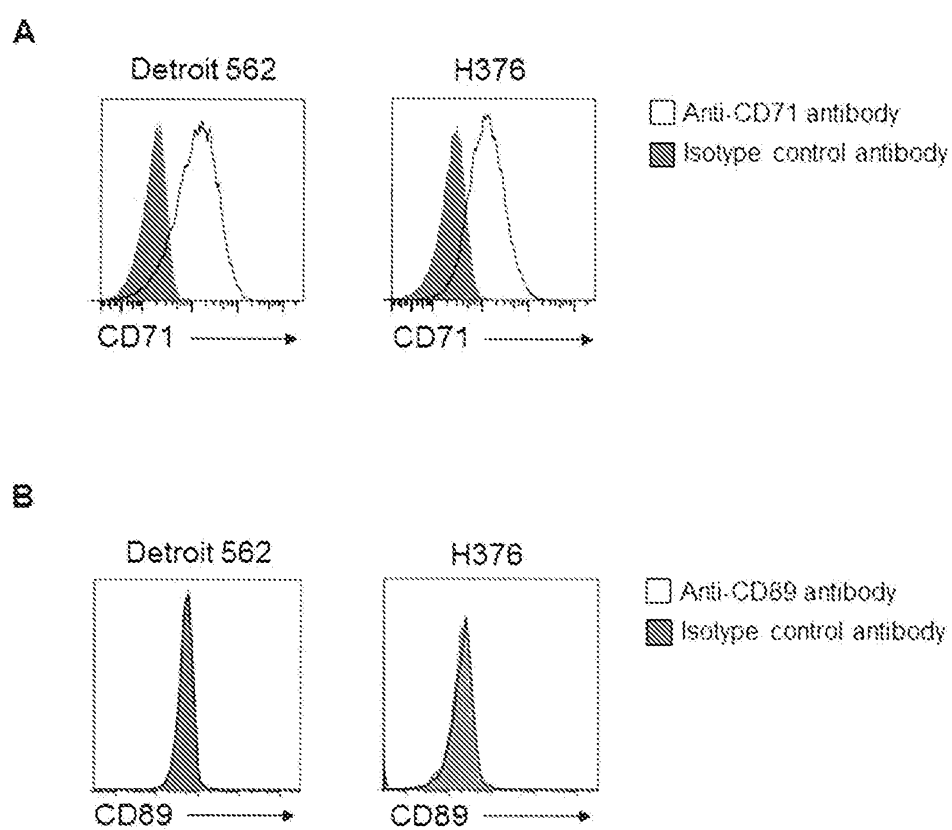 A
Detroit 562
H376
Anti-CD71 antibody
Isotype control antibody
CD71
CD71
B
Detroit 562
H376
Anti-CD89 antibody
Isotype control antibody
CD89
CD89